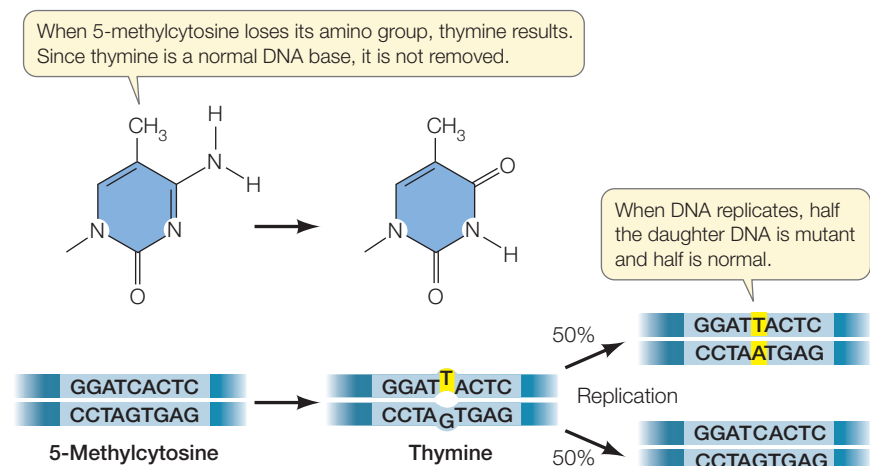 When 5-methylcytosine loses its amino group, thymine results.
Since thymine is a normal DNA base, it is not removed.
H
CH3
N
H
N
N
O
CH3
O
N
N
H
O
When DNA replicates, half
the daughter DNA is mutant
and half is normal.
GGATCACTC
CCTAGTGAG
5-Methylcytosine
GGATTACTC
CCTAGTGAG
Thymine
50%
Replication
50%
GGATTACTC
CCTAATGAG
GGATCACTC
CCTAGTGAG